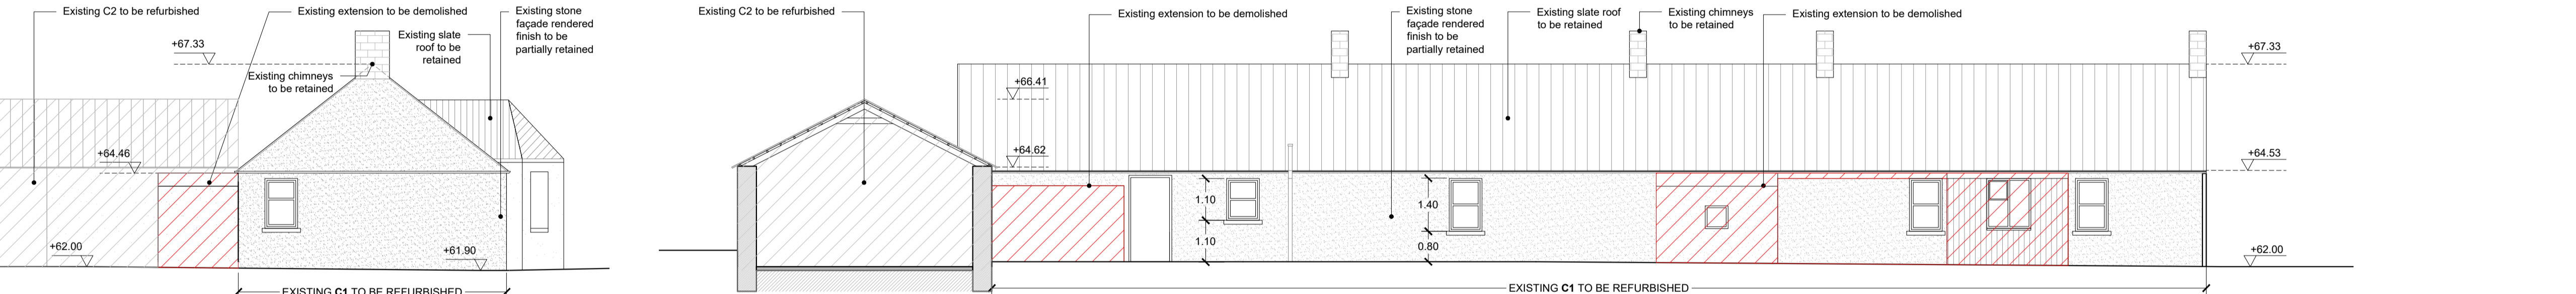 Existing C2 to be refurbished
Existing extension to be demolished
Existing stone
façade rendered
finish to be
partially retained
Existing slate
roof to be
retained
+67.33
Existing chimneys
to be retained
+64.46
+62.00
+61.90
EXISTING C1 TO BE REFURBISHED
Existing C2 to be refurbished
Existing extension to be demolished
Existing stone
façade rendered
finish to be
partially retained
Existing slate roof
to be retained
Existing chimneys
to be retained
Existing extension to be demolished
+67.33
+66.41
+64.62
+64.53
1.10
1.10
1.40
0.80
+62.00
EXISTING C1 TO BE REFURBISHED